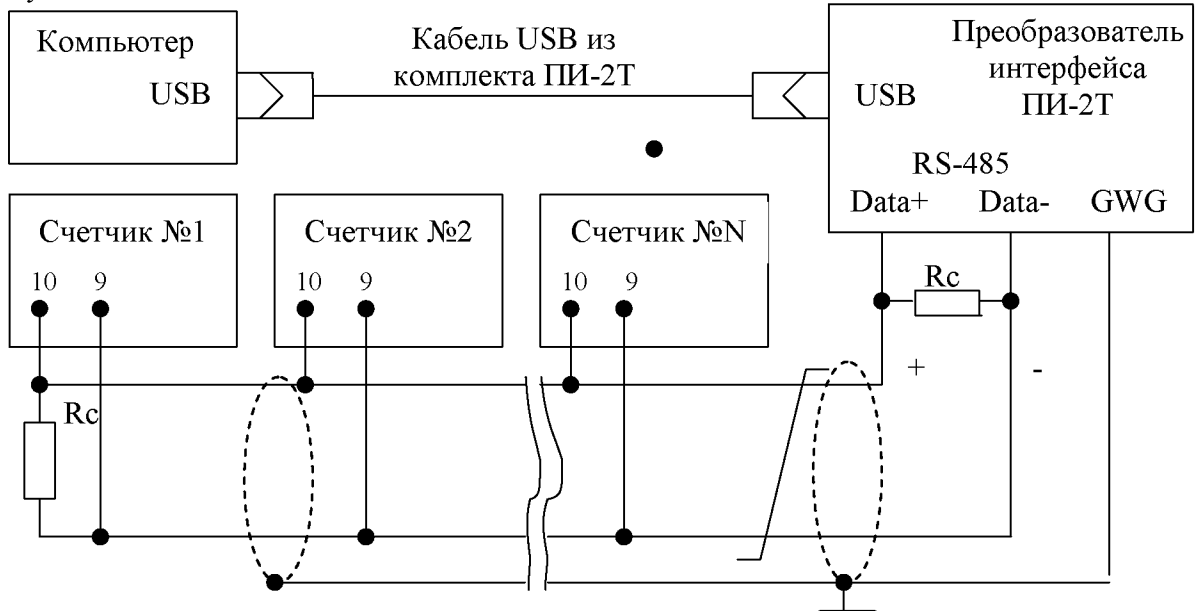 Компьютер
USB
Кабель USB из
комплекта ПИ-2Т
Преобразователь
интерфейса
ПИ-2Т
USB
RS-485
Data+ Data- GWG
Счетчик №1
10 9
Счетчик №2
10 9
Счетчик №N
10 9
Rc
+ -
Rc